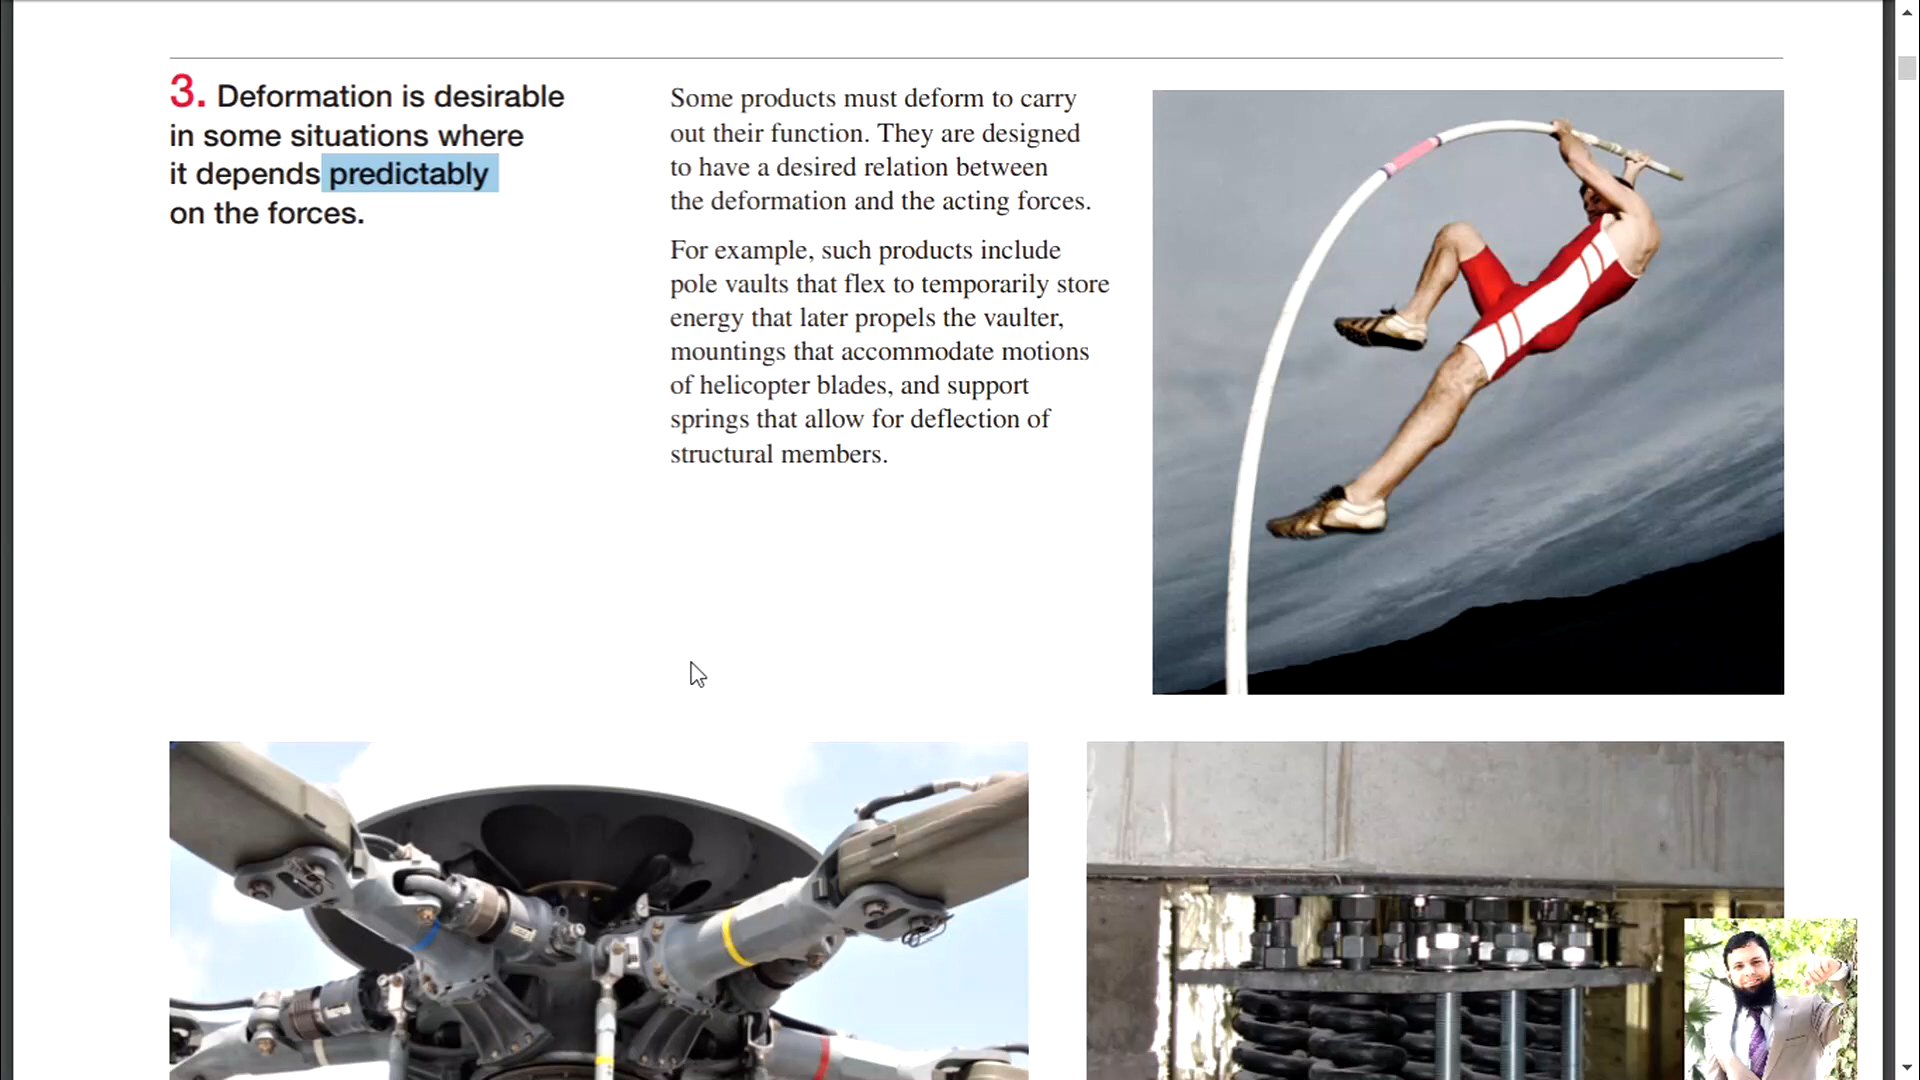 3. Deformation is desirable
in some situations where
it depends predictably
on the forces.
Some products must deform to carry
out their function. They are designed
to have a desired relation between
the deformation and the acting forces.
For example, such products include
pole vaults that flex to temporarily store
energy that later propels the vaulter,
mountings that accommodate motions
of helicopter blades, and support
springs that allow for deflection of
structural members.